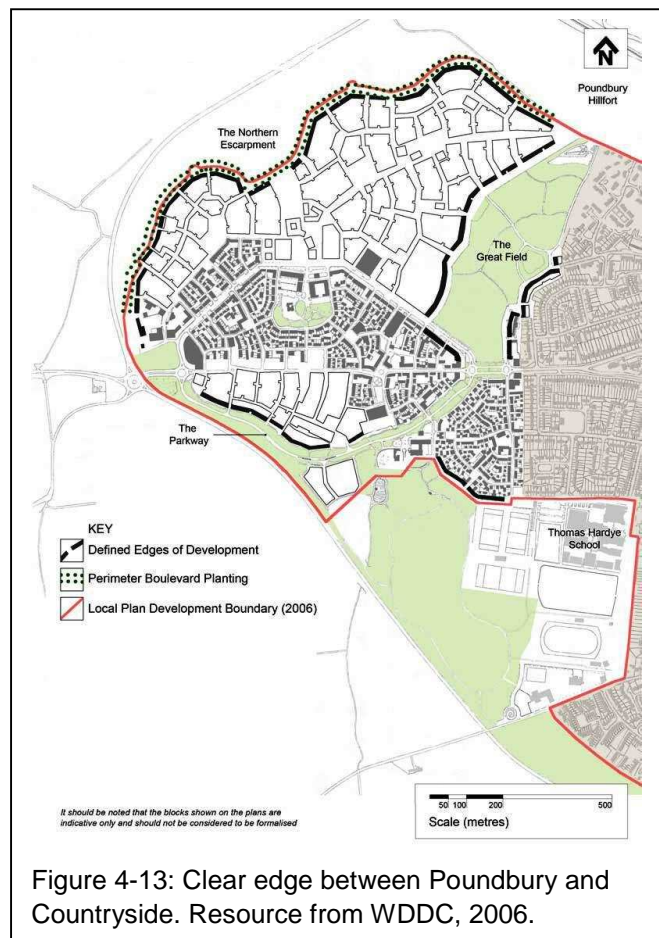 Poundbury
Hillfort
The Northern
Escarpment
The
Great Field
The
Parkway
Thomas Hardye
School
KEY
Defined Edges of Development
Perimeter Boulevard Planting
Local Plan Development Boundary (2006)
It should be noted that the blocks shown on the plans are
indicative only and should not be considered to be formalised
50 100 200 500
Scale (metres)
Figure 4-13: Clear edge between Poundbury and
Countryside. Resource from WDDC, 2006.